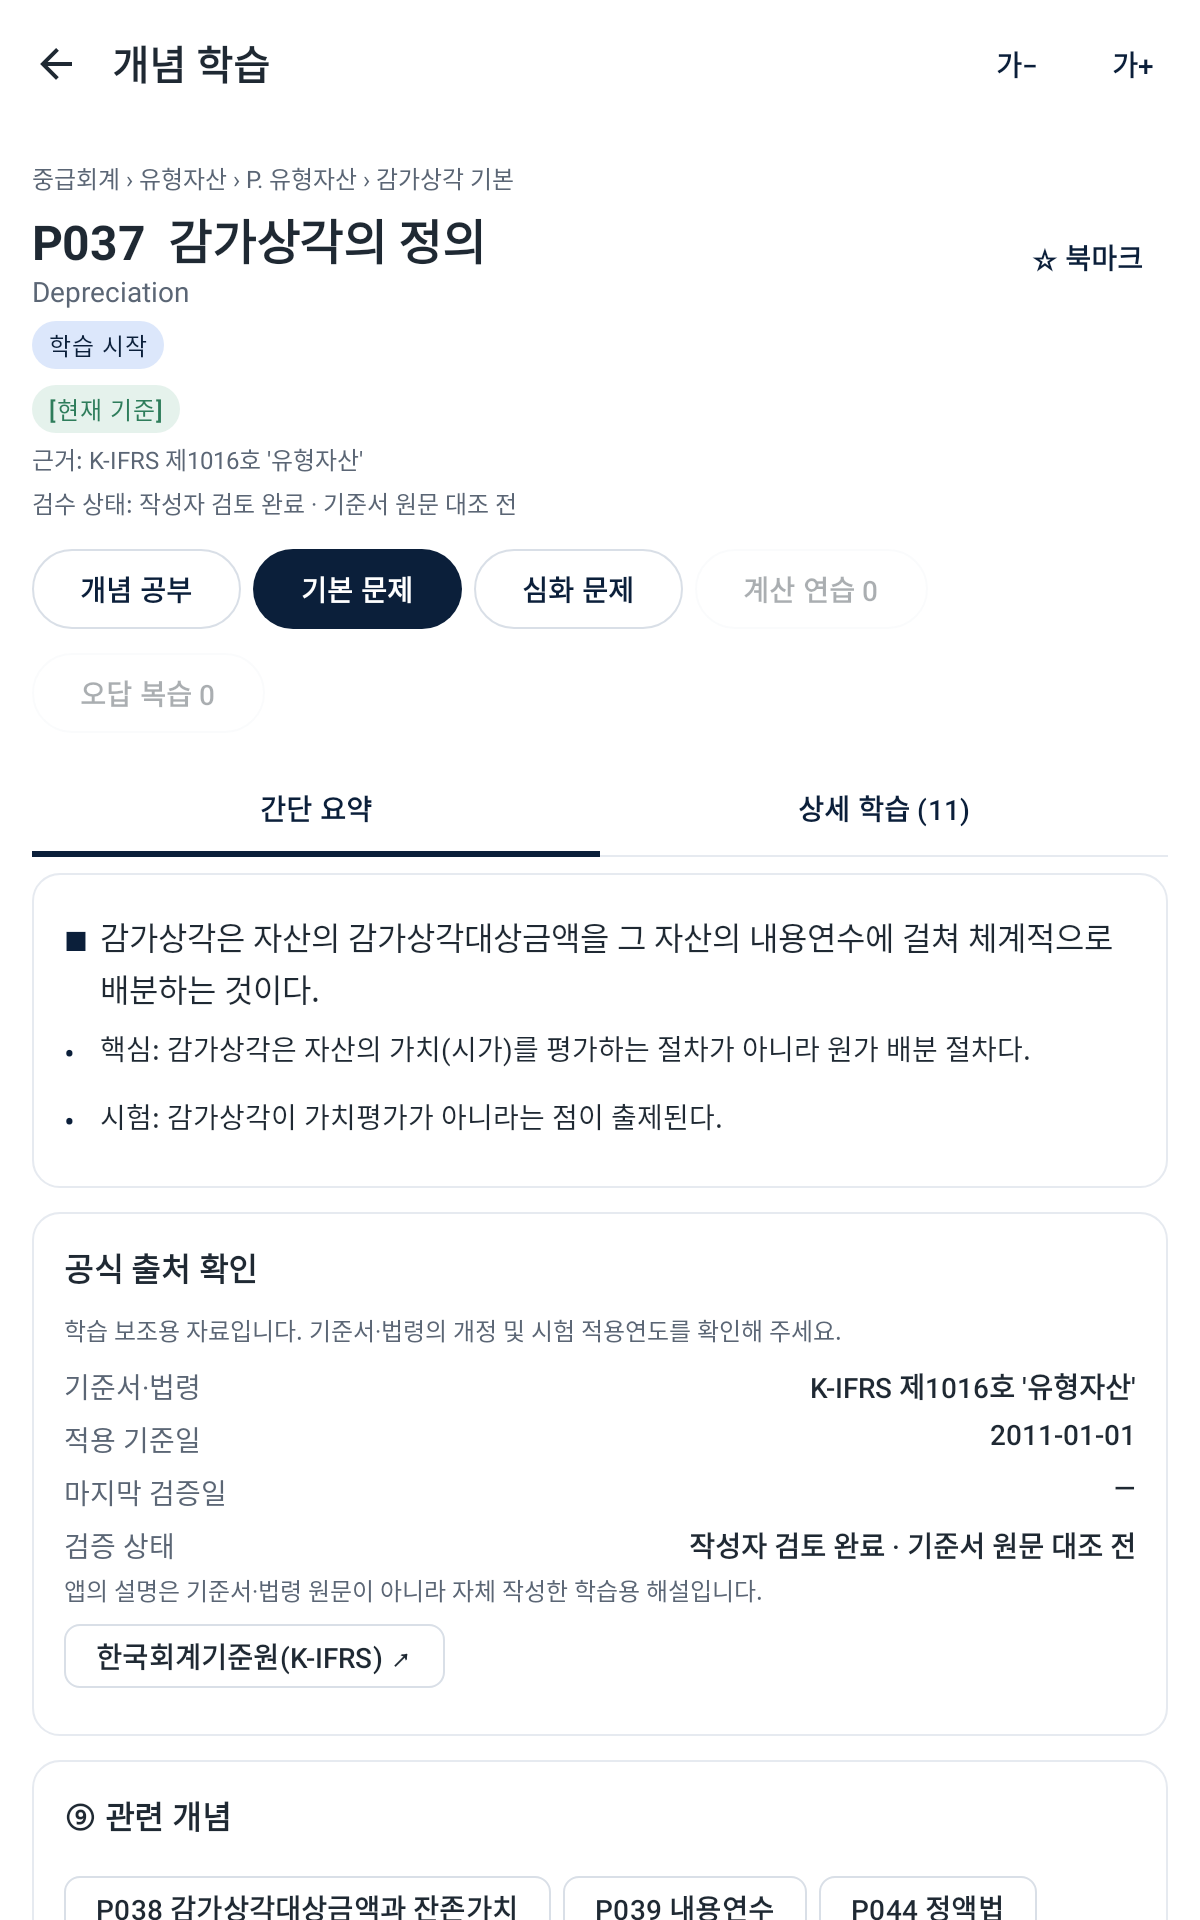 개념 학습
가- 가+
중급회계 › 유형자산 › P. 유형자산 › 감가상각 기본
P037 감가상각의 정의
☆ 북마크
Depreciation
학습 시작
[현재 기준]
근거: K-IFRS 제1016호 '유형자산'
검수 상태: 작성자 검토 완료 · 기준서 원문 대조 전
개념 공부 기본 문제 심화 문제 계산 연습 0
오답 복습 0
간단 요약 상세 학습 (11)
■ 감가상각은 자산의 감가상각대상금액을 그 자산의 내용연수에 걸쳐 체계적으로
배분하는 것이다.
• 핵심: 감가상각은 자산의 가치(시가)를 평가하는 절차가 아니라 원가 배분 절차다.
• 시험: 감가상각이 가치평가가 아니라는 점이 출제된다.
공식 출처 확인
학습 보조용 자료입니다. 기준서·법령의 개정 및 시험 적용연도를 확인해 주세요.
기준서·법령 K-IFRS 제1016호 '유형자산'
적용 기준일 2011-01-01
마지막 검증일 —
검증 상태 작성자 검토 완료 · 기준서 원문 대조 전
앱의 설명은 기준서·법령 원문이 아니라 자체 작성한 학습용 해설입니다.
한국회계기준원(K-IFRS) ↗
⑨ 관련 개념
P038 감가상각대상금액과 잔존가치 P039 내용연수 P044 정액법